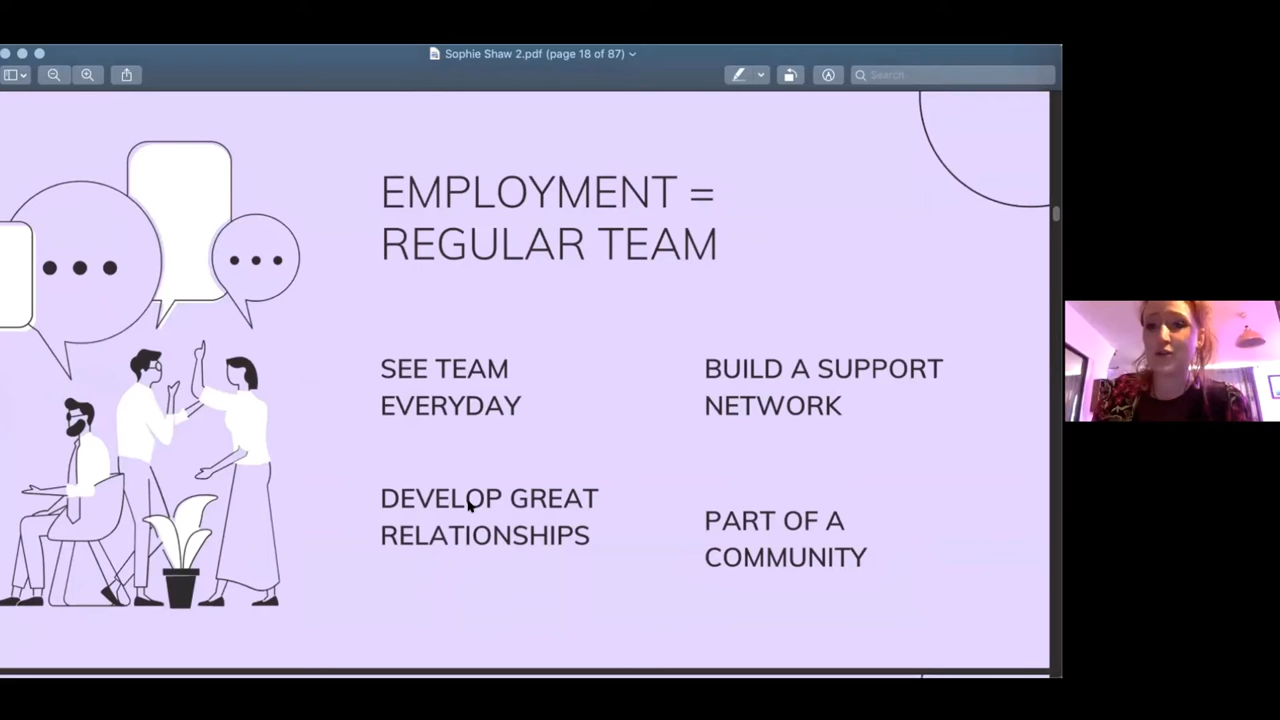 Sophie Shaw 2.pdf (page 18 of 87)
Search
EMPLOYMENT =
REGULAR TEAM
SEE TEAM
EVERYDAY
BUILD A SUPPORT
NETWORK
DEVELOP GREAT
RELATIONSHIPS
PART OF A
COMMUNITY